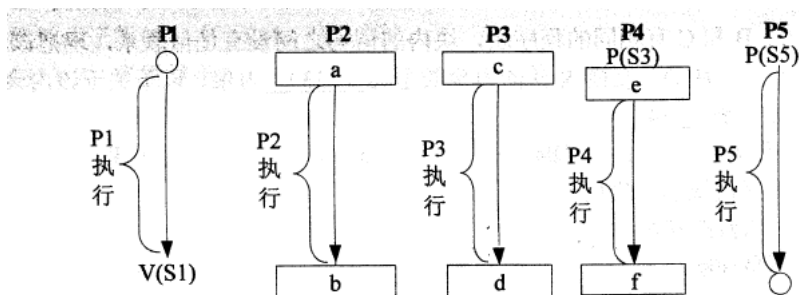 P1 P2 P3 P4 P5
P(S3) P(S5)
a c e
P1
执
行
P2
执
行
P3
执
行
P4
执
行
P5
执
行
V(S1)
b d f